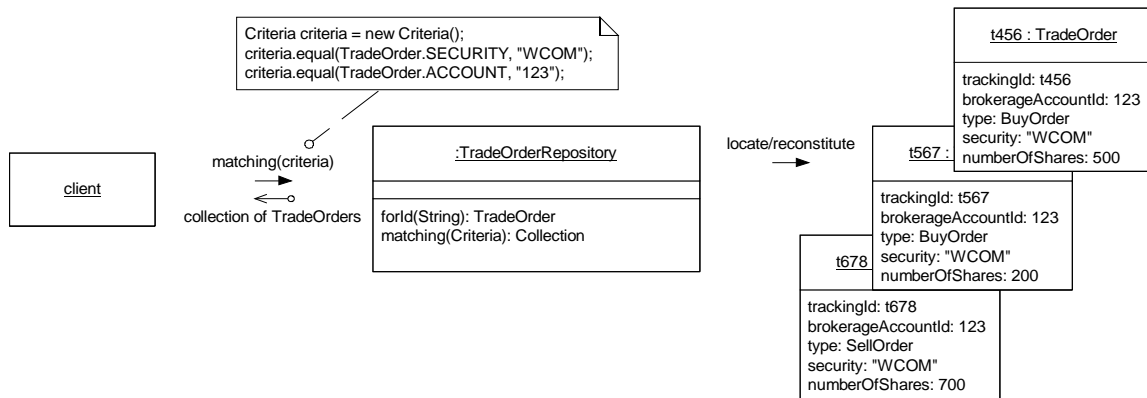 Criteria criteria = new Criteria();
criteria.equal(TradeOrder.SECURITY, "WCOM");
criteria.equal(TradeOrder.ACCOUNT, "123");
client
matching(criteria)
collection of TradeOrders
:TradeOrderRepository
forId(String): TradeOrder
matching(Criteria): Collection
locate/reconstitute
t456 : TradeOrder
trackingId: t456
brokerageAccountId: 123
type: BuyOrder
security: "WCOM"
numberOfShares: 500
t567 :
trackingId: t567
brokerageAccountId: 123
type: BuyOrder
security: "WCOM"
numberOfShares: 200
t678
trackingId: t678
brokerageAccountId: 123
type: SellOrder
security: "WCOM"
numberOfShares: 700